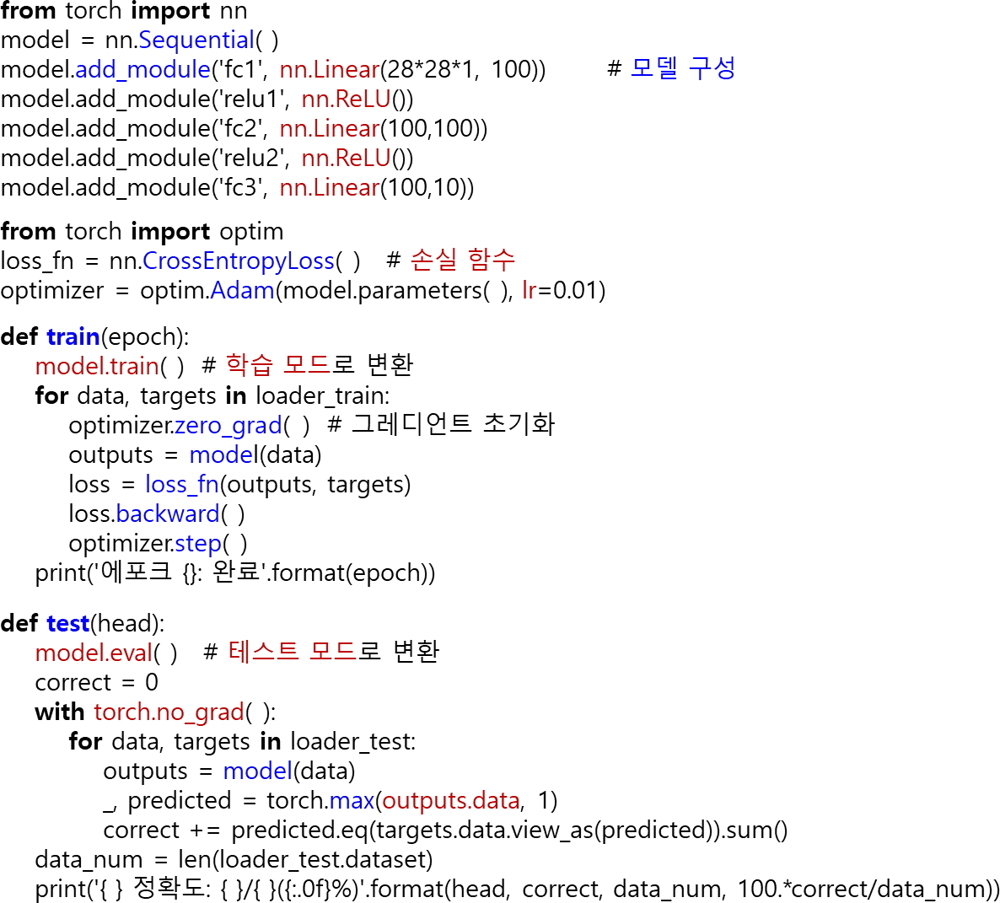 from torch import nn
model = nn.Sequential( )
model.add_module('fc1', nn.Linear(28*28*1, 100))        # 모델 구성
model.add_module('relu1', nn.ReLU())
model.add_module('fc2', nn.Linear(100,100))
model.add_module('relu2', nn.ReLU())
model.add_module('fc3', nn.Linear(100,10))
from torch import optim
loss_fn = nn.CrossEntropyLoss( )   # 손실 함수
optimizer = optim.Adam(model.parameters( ), lr=0.01)
def train(epoch):
    model.train( )  # 학습 모드로 변환
    for data, targets in loader_train:
        optimizer.zero_grad( )  # 그레디언트 초기화
        outputs = model(data)
        loss = loss_fn(outputs, targets)
        loss.backward( )
        optimizer.step( )
    print('에포크 {}: 완료'.format(epoch))
def test(head):
    model.eval( )   # 테스트 모드로 변환
    correct = 0
    with torch.no_grad( ):
        for data, targets in loader_test:
            outputs = model(data)
            _, predicted = torch.max(outputs.data, 1)
            correct += predicted.eq(targets.data.view_as(predicted)).sum()
    data_num = len(loader_test.dataset)
    print('{ } 정확도: { }/{ }({:.0f}%)'.format(head, correct, data_num, 100.*correct/data_num))